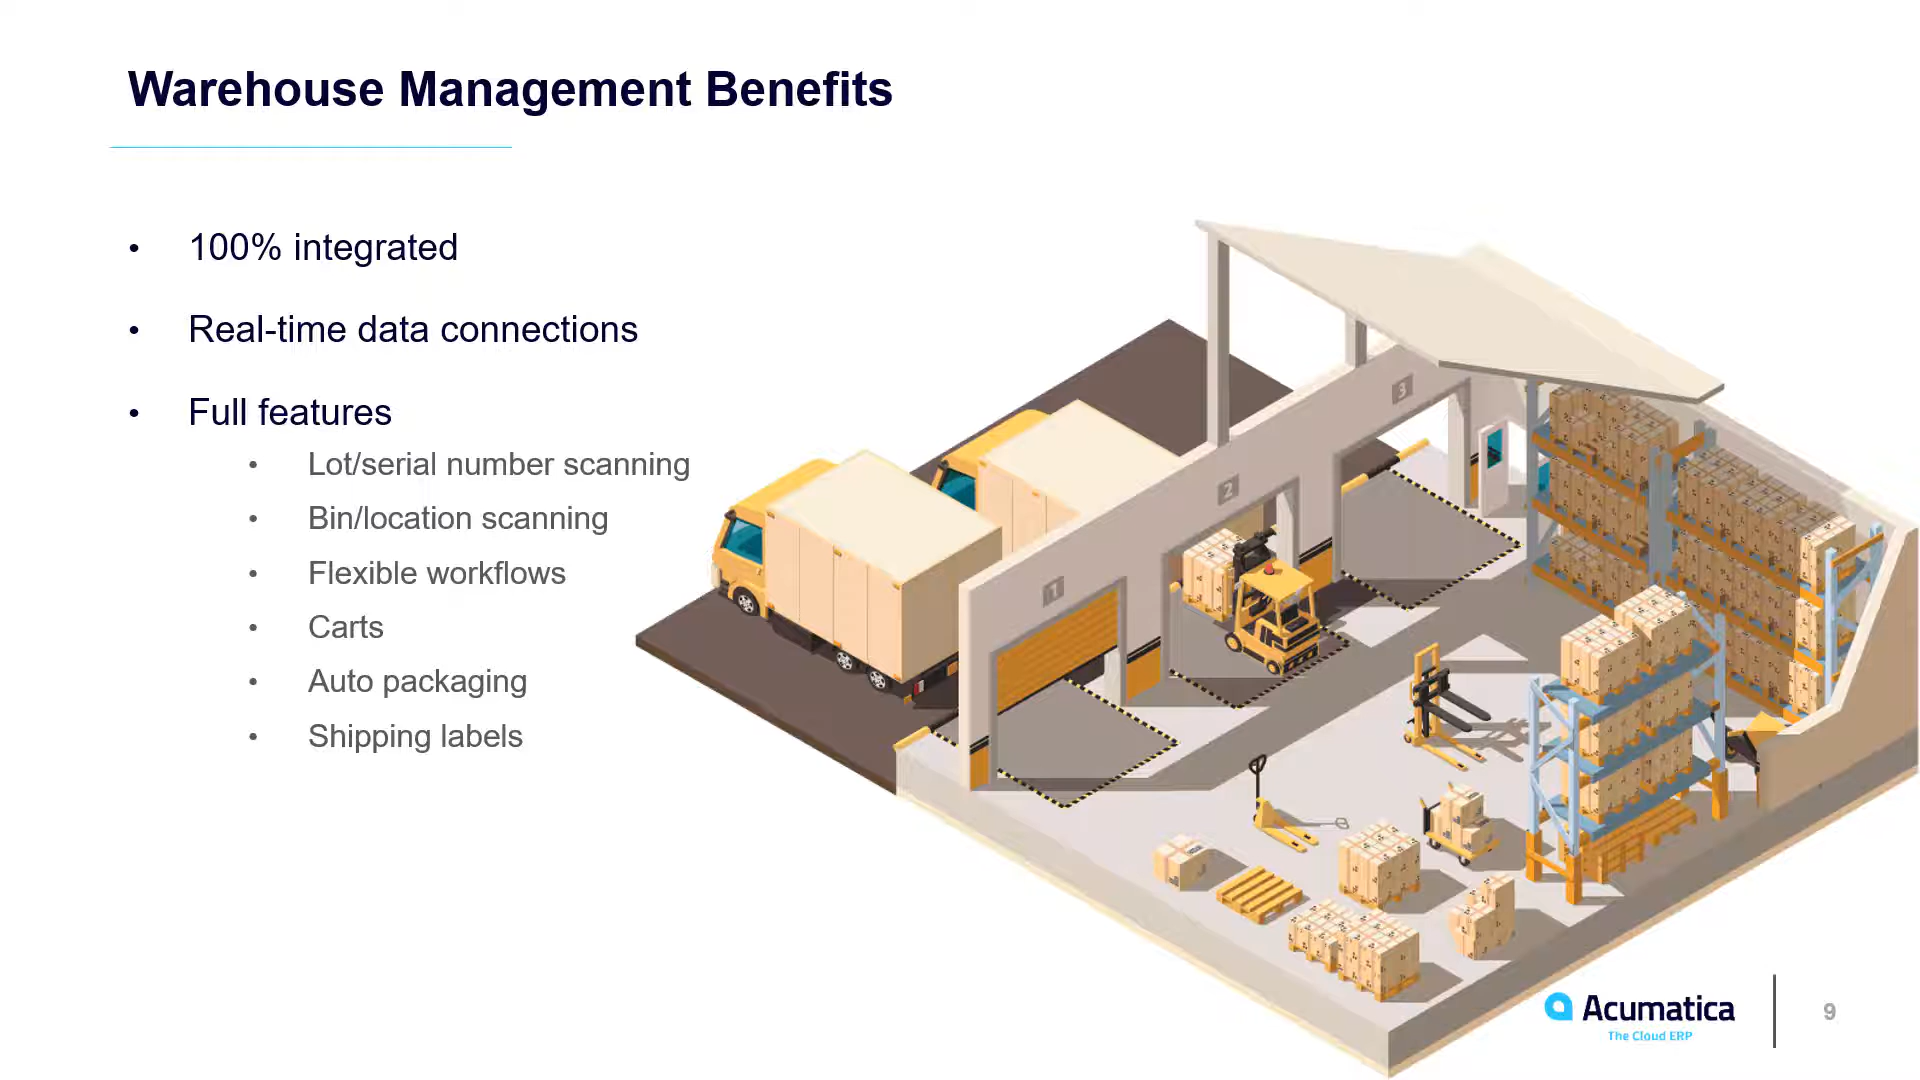 Warehouse Management Benefits
• 100% integrated
• Real-time data connections
• Full features
• Lot/serial number scanning
• Bin/location scanning
• Flexible workflows
• Carts
• Auto packaging
• Shipping labels
3
2
1
Acumatica
The Cloud ERP
9